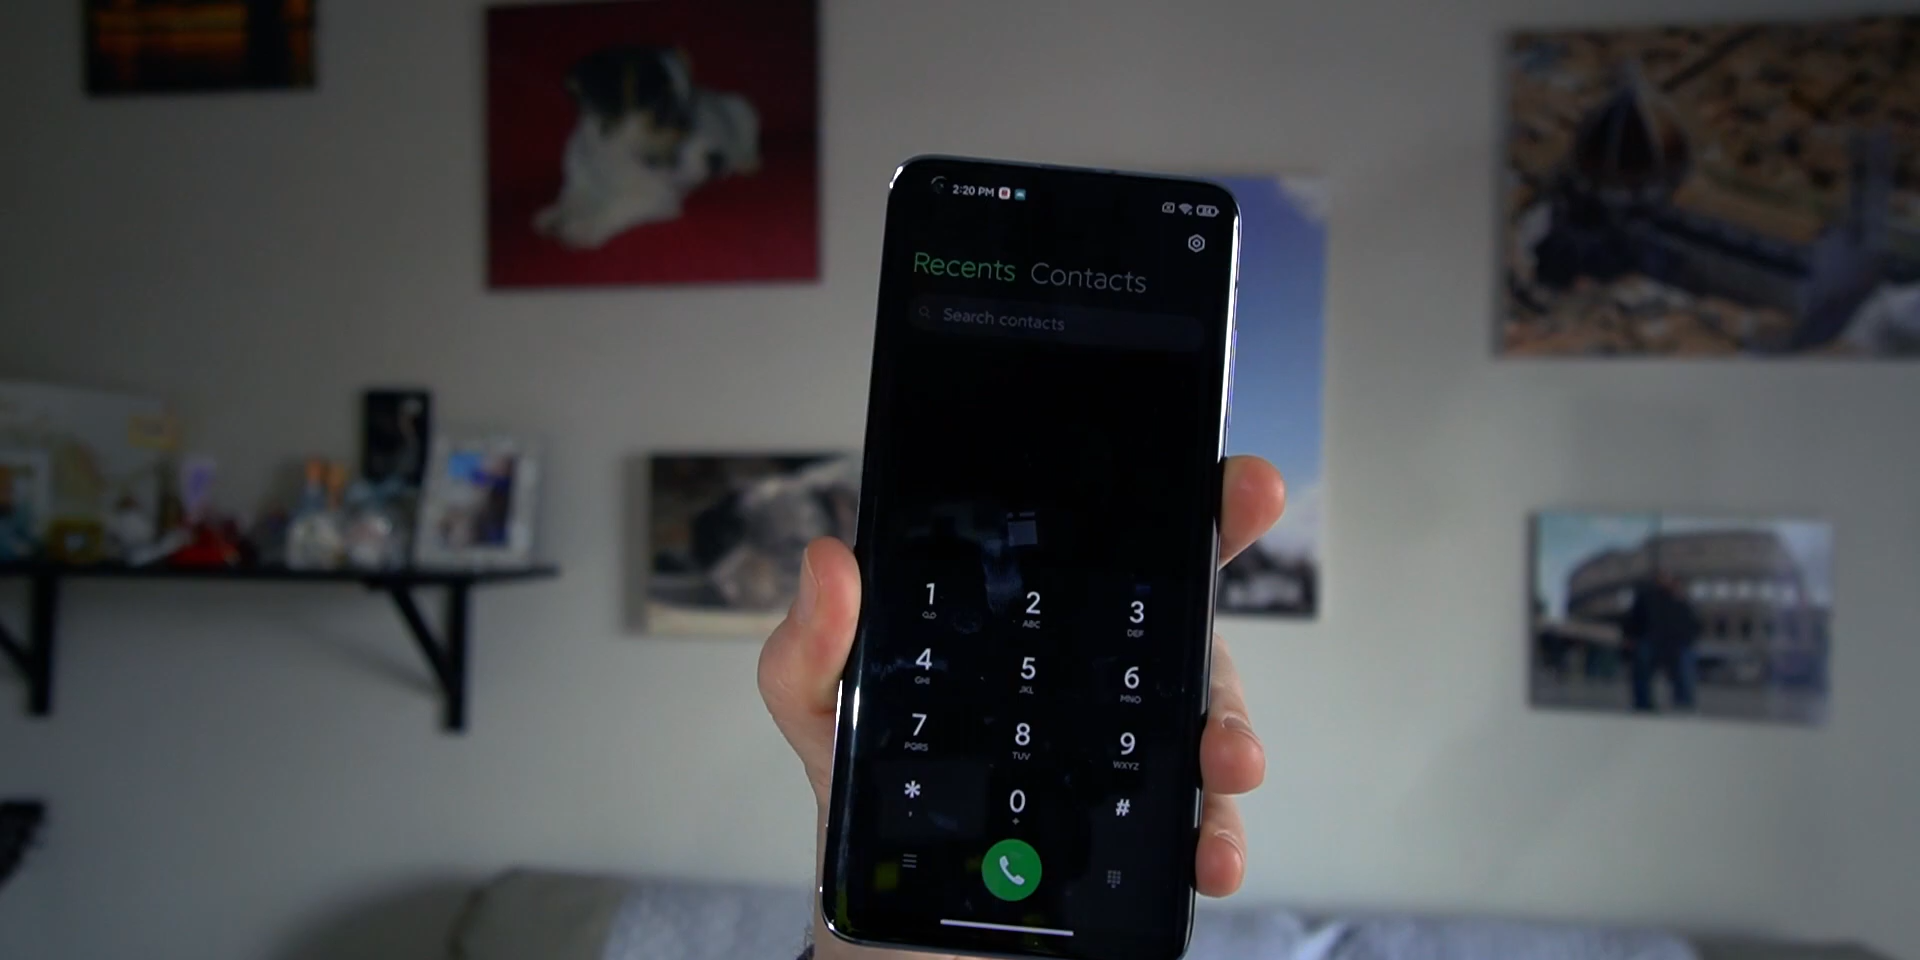 2:20 PM
Recents Contacts
Search contacts
1 2 3
ABC DEF
4 5 6
GHI JKL MNO
7 8 9
PQRS TUV WXYZ
* 0 #
, +